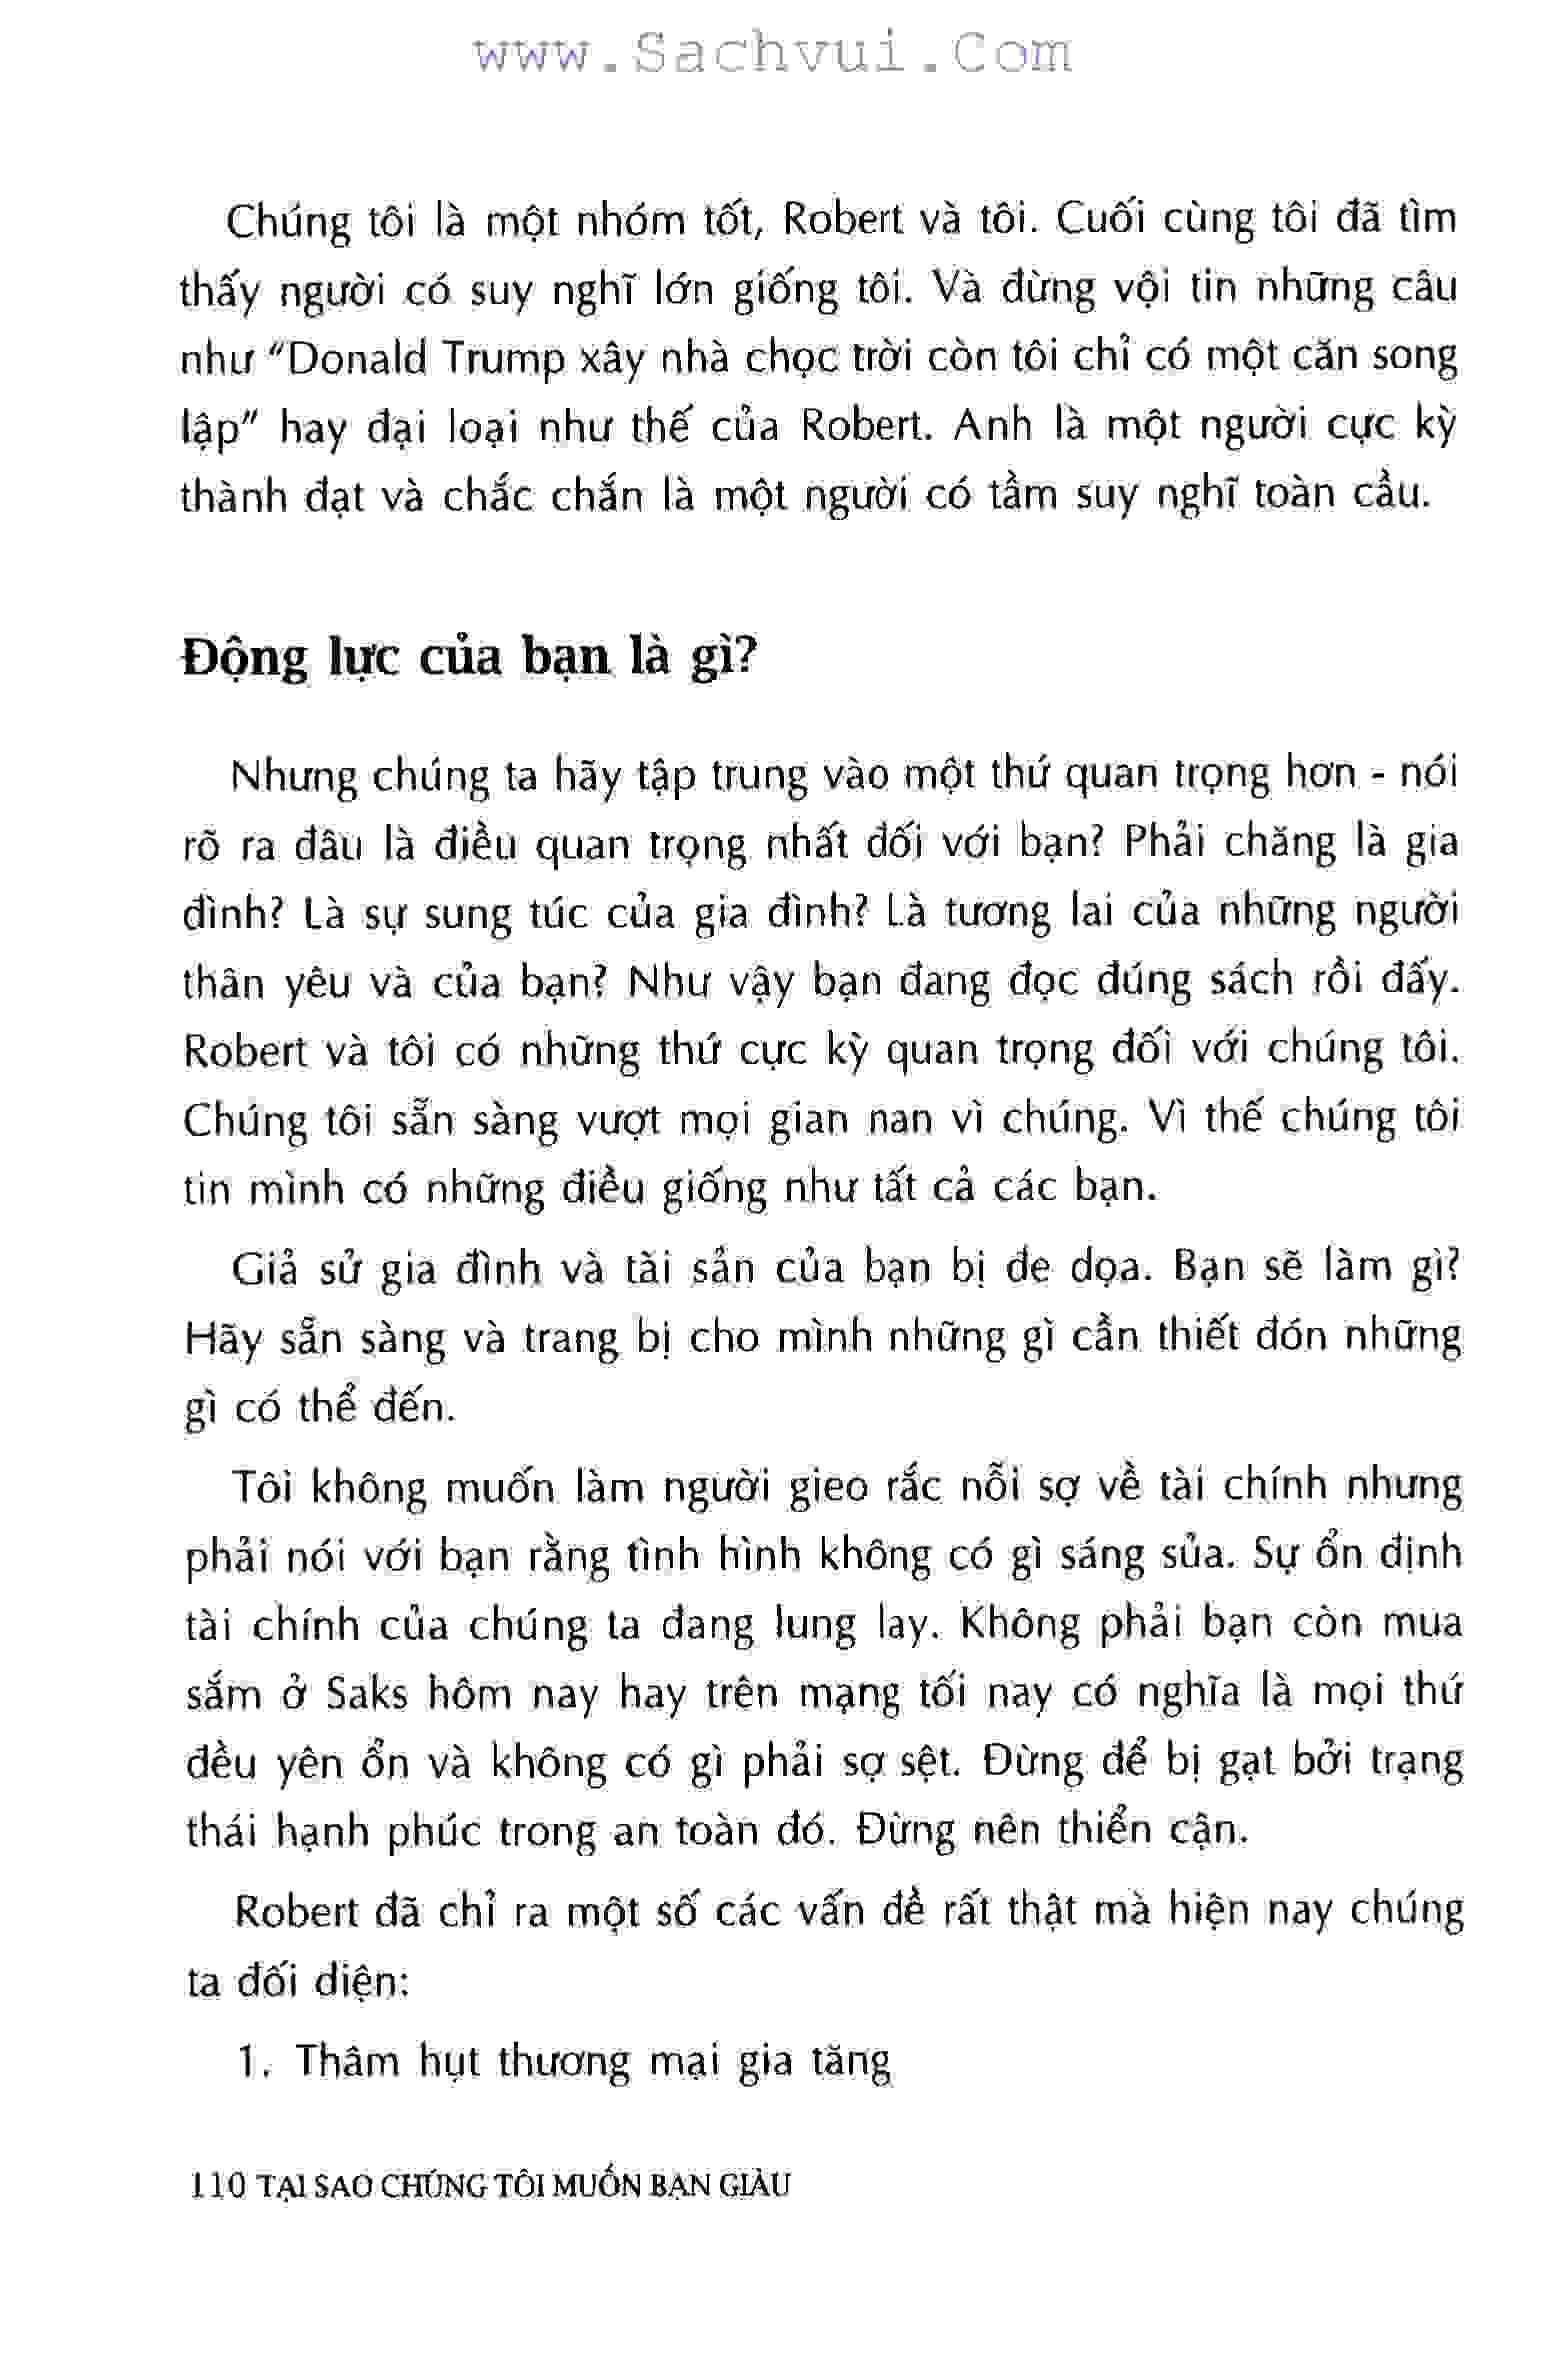 www.Sachvui.Com
Chúng tôi là một nhóm tốt, Robert và tôi. Cuối cùng tôi đã tìm
thấy người có suy nghĩ lớn giống tôi. Và đừng vội tin những câu
như "Donald Trump xây nhà chọc trời còn tôi chỉ có một căn song
lập" hay đại loại như thế của Robert. Anh là một người cực kỳ
thành đạt và chắc chắn là một người có tầm suy nghĩ toàn cầu.
Động lực của bạn là gì?
Nhưng chúng ta hãy tập trung vào một thứ quan trọng hơn - nói
rõ ra đâu là điều quan trọng nhất đối với bạn? Phải chăng là gia
đình? Là sự sung túc của gia đình? Là tương lai của những người
thân yêu và của bạn? Như vậy bạn đang đọc đúng sách rồi đấy.
Robert và tôi có những thứ cực kỳ quan trọng đối với chúng tôi.
Chúng tôi sẵn sàng vượt mọi gian nan vì chúng. Vì thế chúng tôi
tin mình có những điều giống như tất cả các bạn.
Giả sử gia đình và tài sản của bạn bị đe dọa. Bạn sẽ làm gì?
Hãy sẵn sàng và trang bị cho mình những gì cần thiết đón những
gì có thể đến.
Tôi không muốn làm người gieo rắc nỗi sợ về tài chính nhưng
phải nói với bạn rằng tình hình không có gì sáng sủa. Sự ổn định
tài chính của chúng ta đang lung lay. Không phải bạn còn mua
sắm ở Saks hôm nay hay trên mạng tối nay có nghĩa là mọi thứ
đều yên ổn và không có gì phải sợ sệt. Đừng để bị gạt bởi trạng
thái hạnh phúc trong an toàn đó. Đừng nên thiển cận.
Robert đã chỉ ra một số các vấn đề rất thật mà hiện nay chúng
ta đối diện:
1. Thâm hụt thương mại gia tăng
110 TẠI SAO CHÚNG TÔI MUỐN BẠN GIÀU